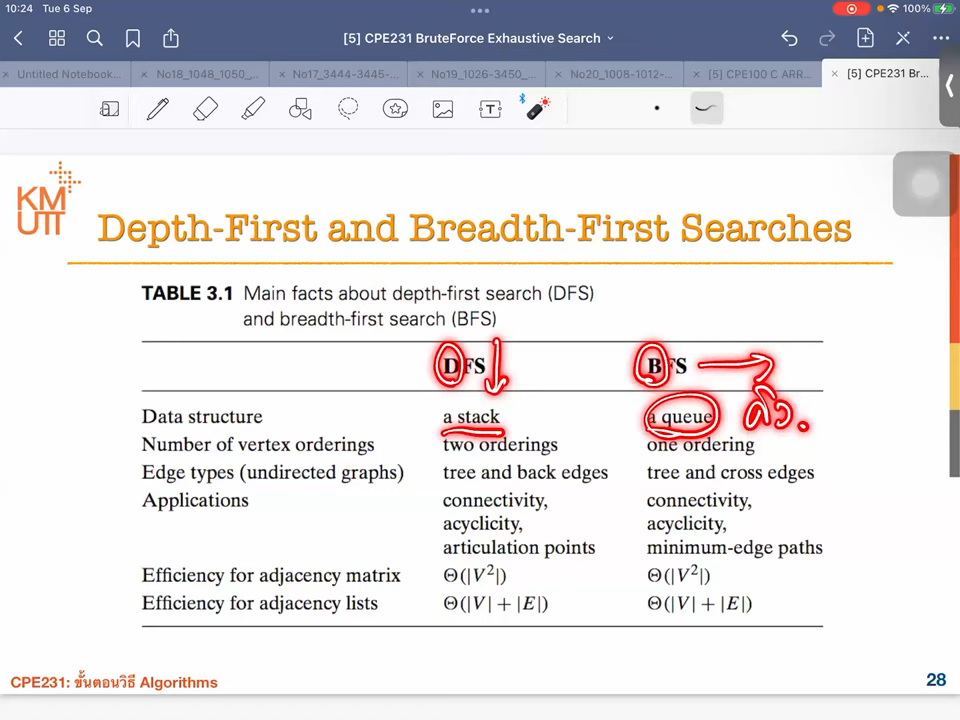 10:24 Tue 6 Sep
100%
[5] CPE231 BruteForce Exhaustive Search
Untitled Notebook...
No18_1048_1050_...
No17_3444-3445-...
No19_1026-3450_...
No20_1008-1012-...
[5] CPE100 C ARR...
[5] CPE231 Br...
KM
UTT
Depth-First and Breadth-First Searches
TABLE 3.1 Main facts about depth-first search (DFS)
and breadth-first search (BFS)
DFS BFS
Data structure a stack a queue คิว.
Number of vertex orderings two orderings one ordering
Edge types (undirected graphs) tree and back edges tree and cross edges
Applications connectivity, connectivity,
acyclicity, acyclicity,
articulation points minimum-edge paths
Efficiency for adjacency matrix Θ(|V²|) Θ(|V²|)
Efficiency for adjacency lists Θ(|V| + |E|) Θ(|V| + |E|)
CPE231: ขั้นตอนวิธี Algorithms
28